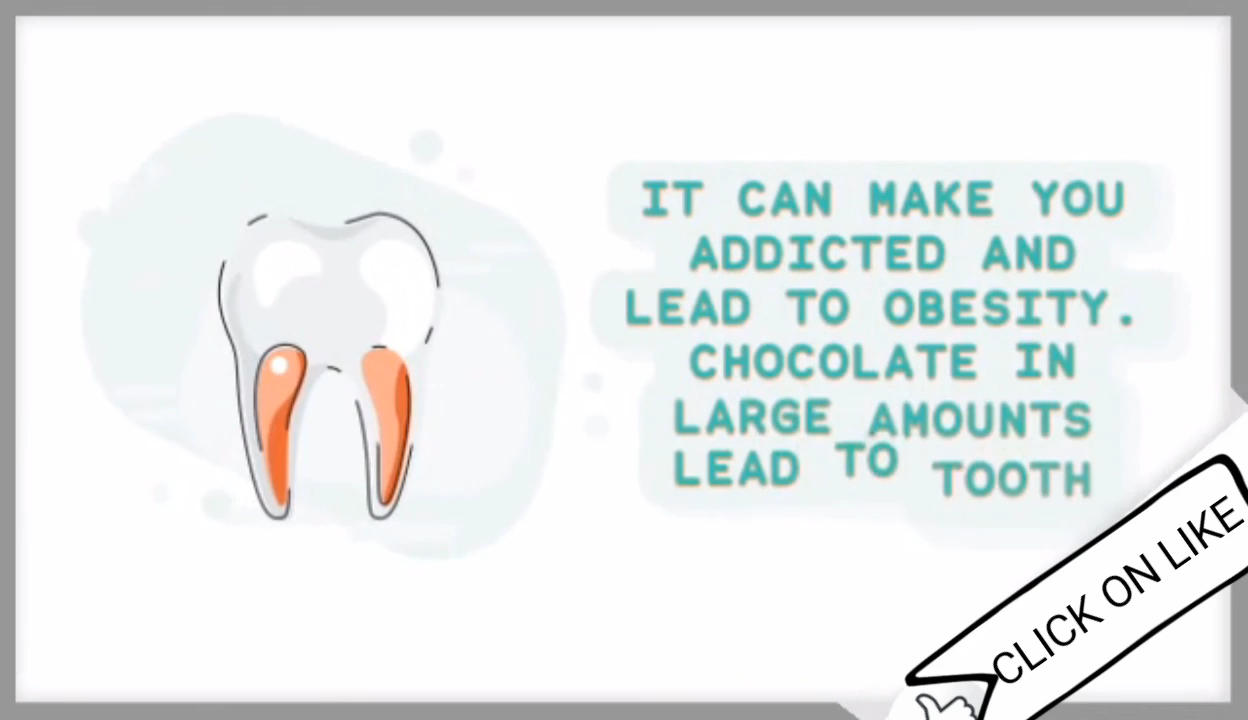 IT CAN MAKE YOU
ADDICTED AND
LEAD TO OBESITY.
CHOCOLATE IN
LARGE AMOUNTS
LEAD TO TOOTH
CLICK ON LIKE